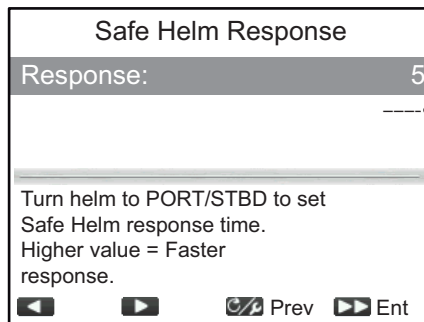 Safe Helm Response
Response: 5
Turn helm to PORT/STBD to set
Safe Helm response time.
Higher value = Faster
response.
Prev Ent